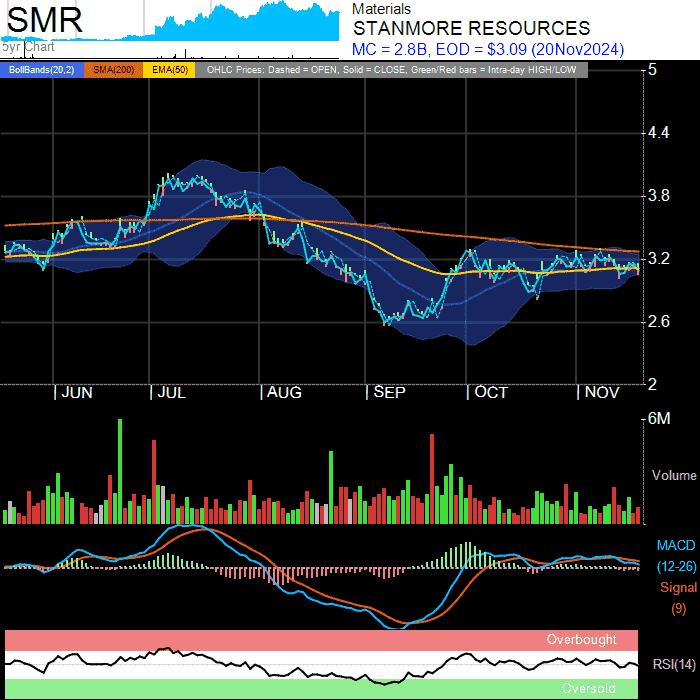 SMR
5yr Chart
Materials
STANMORE RESOURCES
MC = 2.8B, EOD = $3.09 (20Nov2024)
BollBands(20,2) SMA(200) EMA(50) OHLC Prices: Dashed = OPEN, Solid = CLOSE, Green/Red bars = Intra-day HIGH/LOW
5
4.4
3.8
3.2
2.6
2
| JUN | JUL | AUG | SEP | OCT | NOV
6M
Volume
MACD
(12-26)
Signal
(9)
Overbought
RSI(14)
Oversold